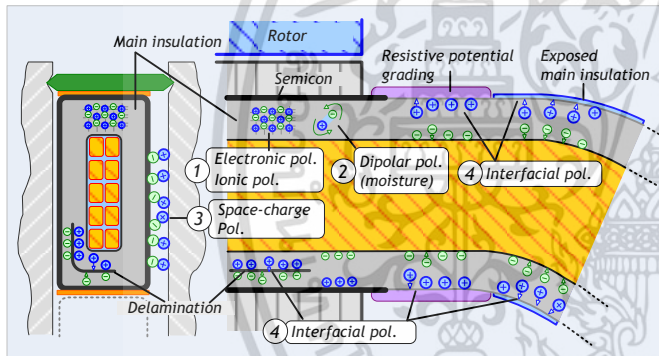 Main insulation
Rotor
Semicon
Resistive potential
grading
Exposed
main insulation
1
Electronic pol.
Ionic pol.
2
Dipolar pol.
(moisture)
4
Interfacial pol.
3
Space-charge
Pol.
Delamination
4
Interfacial pol.